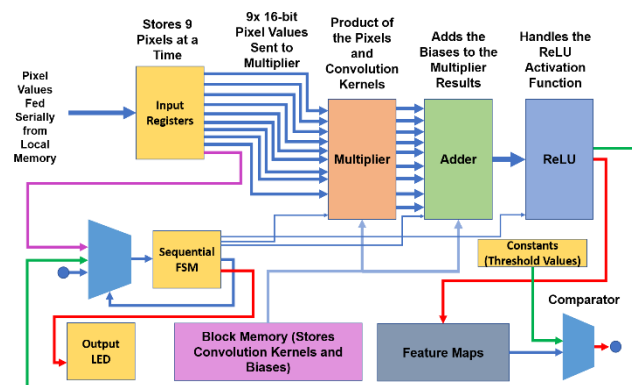 Stores 9
Pixels at a
Time
9x 16-bit
Pixel Values
Sent to
Multiplier
Product of
the Pixels
and
Convolution
Kernels
Adds the
Biases to the
Multiplier
Results
Handles the
ReLU
Activation
Function
Pixel
Values
Fed
Serially
from
Local
Memory
Input
Registers
Multiplier
Adder
ReLU
Sequential
FSM
Constants
(Threshold Values)
Comparator
Output
LED
Block Memory (Stores
Convolution Kernels and
Biases)
Feature Maps